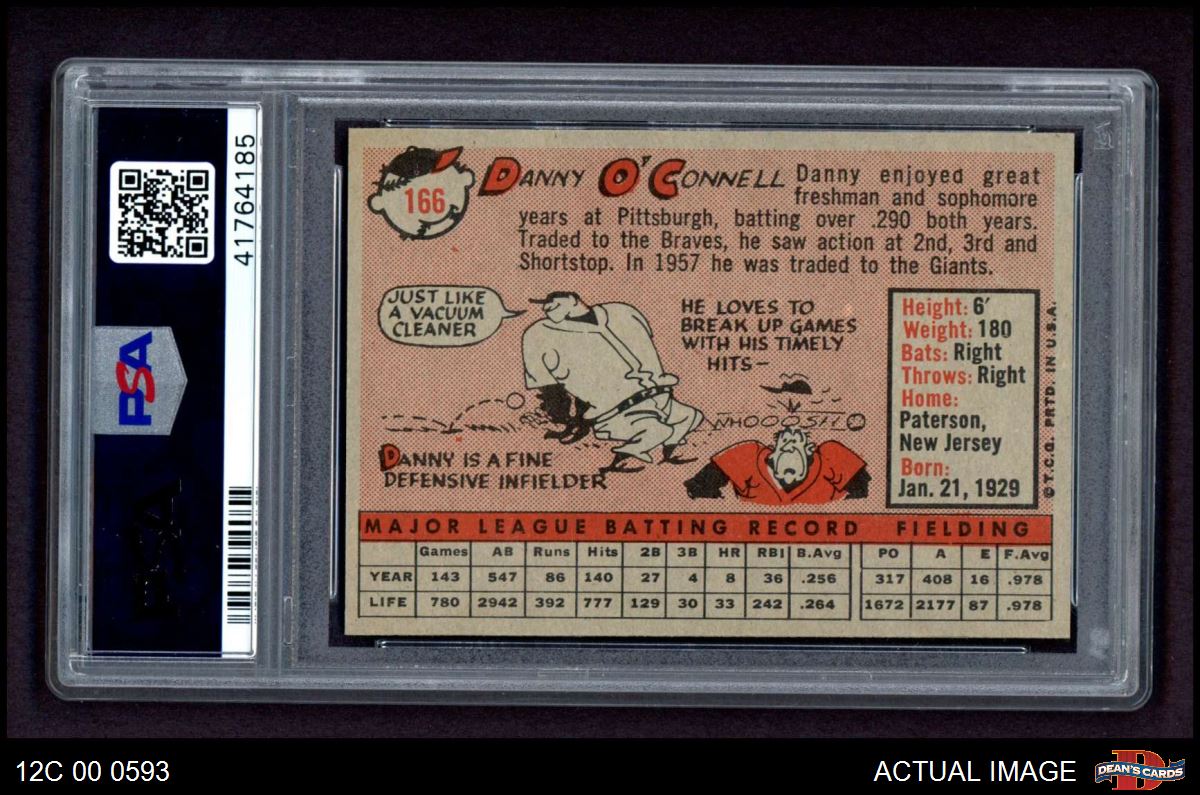 41764185
PSA
166
DANNY O'CONNELL
Danny enjoyed great
freshman and sophomore
years at Pittsburgh, batting over .290 both years.
Traded to the Braves, he saw action at 2nd, 3rd and
Shortstop. In 1957 he was traded to the Giants.
JUST LIKE
A VACUUM
CLEANER
HE LOVES TO
BREAK UP GAMES
WITH HIS TIMELY
HITS—
WHOOOSH
DANNY IS A FINE
DEFENSIVE INFIELDER
Height: 6'
Weight: 180
Bats: Right
Throws: Right
Home:
Paterson,
New Jersey
Born:
Jan. 21, 1929
©T.C.G. PRTD. IN U.S.A.
MAJOR LEAGUE BATTING RECORD FIELDING
Games AB Runs Hits 2B 3B HR RBI B.Avg PO A E F.Avg
YEAR 143 547 86 140 27 4 8 36 .256 317 408 16 .978
LIFE 780 2942 392 777 129 30 33 242 .264 1672 2177 87 .978
12C 00 0593
ACTUAL IMAGE
DEAN'S CARDS